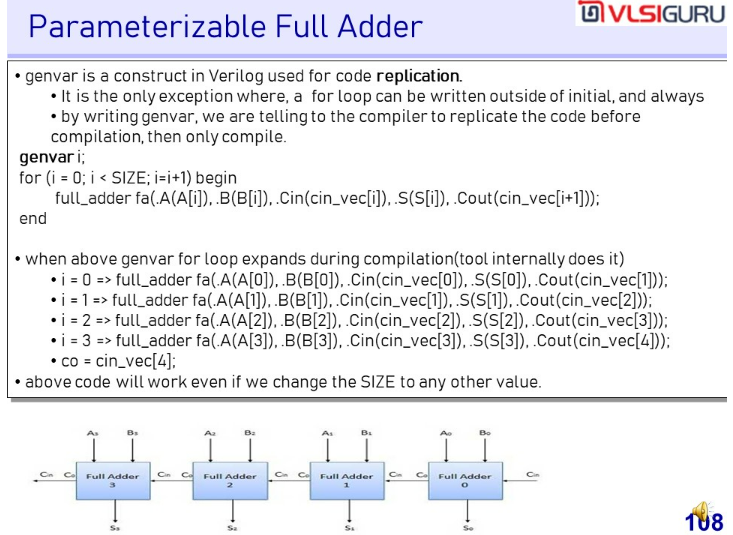 Parameterizable Full Adder
VLSIGURU
• genvar is a construct in Verilog used for code replication.
• It is the only exception where, a for loop can be written outside of initial, and always
• by writing genvar, we are telling to the compiler to replicate the code before
compilation, then only compile.
genvar i;
for (i = 0; i < SIZE; i=i+1) begin
full_adder fa(.A(A[i]), .B(B[i]), .Cin(cin_vec[i]), .S(S[i]), .Cout(cin_vec[i+1]));
end
• when above genvar for loop expands during compilation(tool internally does it)
• i = 0 => full_adder fa(.A(A[0]), .B(B[0]), .Cin(cin_vec[0]), .S(S[0]), .Cout(cin_vec[1]));
• i = 1 => full_adder fa(.A(A[1]), .B(B[1]), .Cin(cin_vec[1]), .S(S[1]), .Cout(cin_vec[2]));
• i = 2 => full_adder fa(.A(A[2]), .B(B[2]), .Cin(cin_vec[2]), .S(S[2]), .Cout(cin_vec[3]));
• i = 3 => full_adder fa(.A(A[3]), .B(B[3]), .Cin(cin_vec[3]), .S(S[3]), .Cout(cin_vec[4]));
• co = cin_vec[4];
• above code will work even if we change the SIZE to any other value.
A₃ B₃ A₂ B₂ A₁ B₁ A₀ B₀
Cin Co Full Adder Cin Co Full Adder Cin Co Full Adder Cin Co Full Adder Cin
3 2 1 0
S₃ S₂ S₁ S₀
108